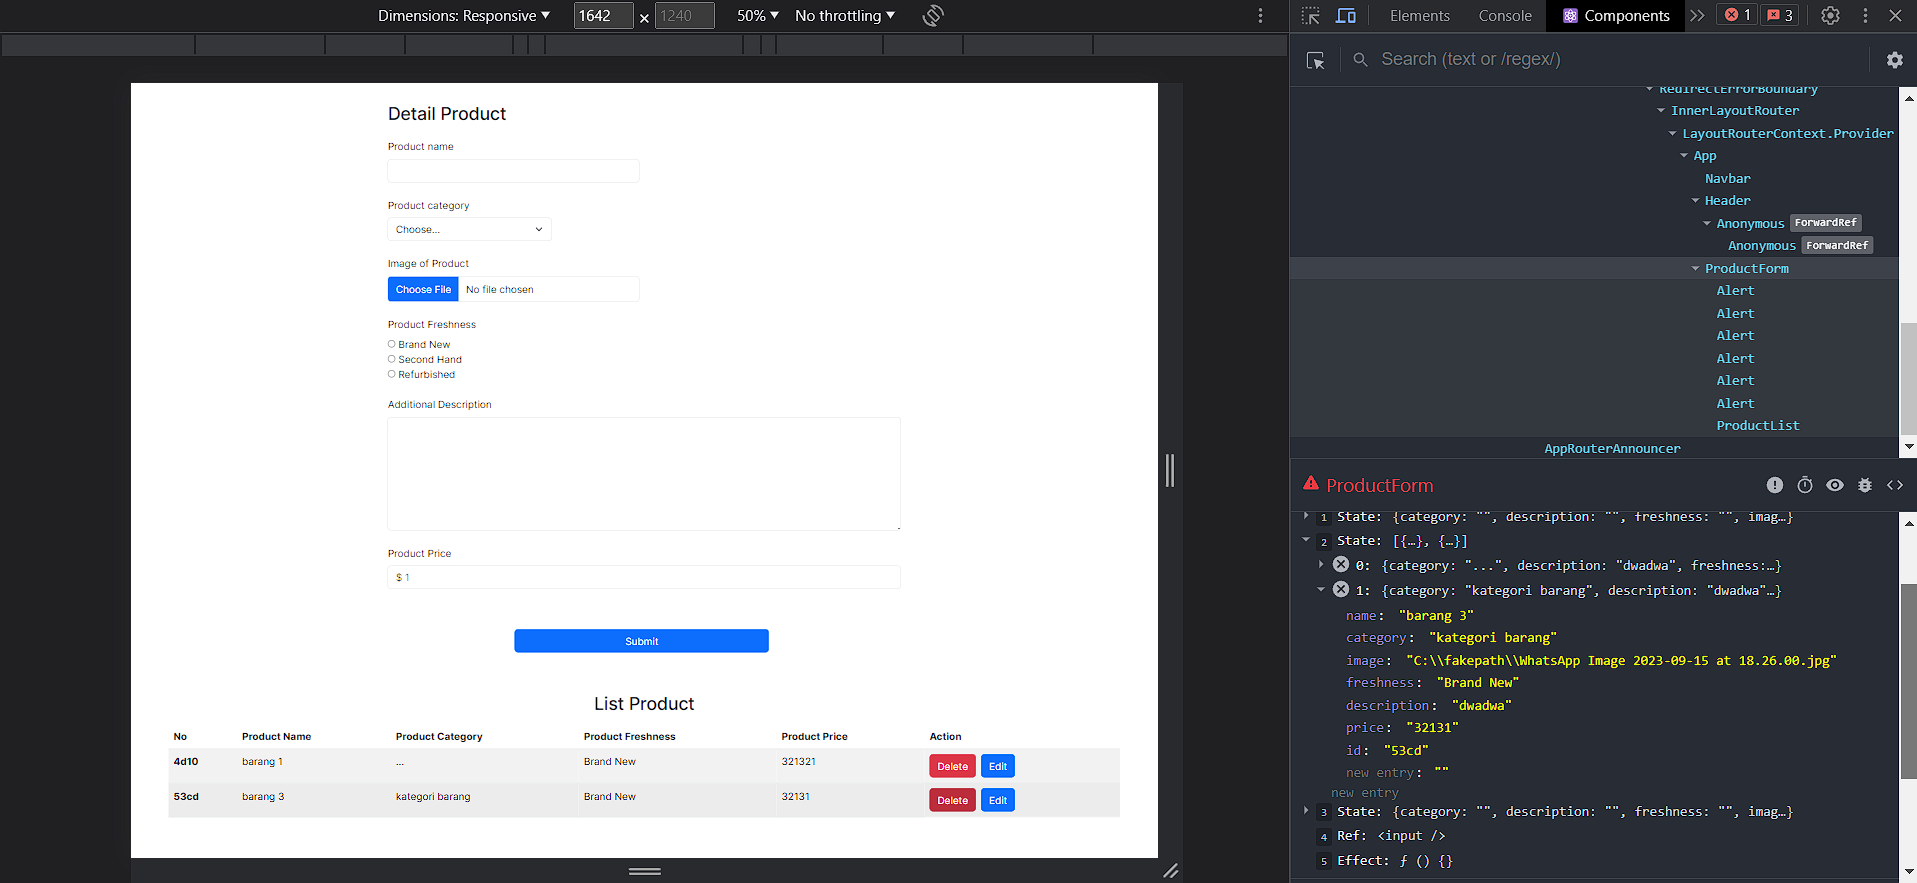 Dimensions: Responsive ▼ 1642 × 1240 50% ▼ No throttling ▼
Elements Console Components 1 3
Search (text or /regex/)
Detail Product
Product name
Product category
Choose...
Image of Product
Choose File No file chosen
Product Freshness
Brand New
Second Hand
Refurbished
Additional Description
Product Price
$ 1
Submit
List Product
No Product Name Product Category Product Freshness Product Price Action
4d10 barang 1 ... Brand New 321321 Delete Edit
53cd barang 3 kategori barang Brand New 32131 Delete Edit
RedirectErrorBoundary
InnerLayoutRouter
LayoutRouterContext.Provider
App
Navbar
Header
Anonymous ForwardRef
Anonymous ForwardRef
ProductForm
Alert
Alert
Alert
Alert
Alert
Alert
ProductList
AppRouterAnnouncer
ProductForm
1 State: {category: "", description: "", freshness: "", imag…}
2 State: [{…}, {…}]
0: {category: "...", description: "dwadwa", freshness:…}
1: {category: "kategori barang", description: "dwadwa"…}
name: "barang 3"
category: "kategori barang"
image: "C:\\fakepath\\WhatsApp Image 2023-09-15 at 18.26.00.jpg"
freshness: "Brand New"
description: "dwadwa"
price: "32131"
id: "53cd"
new entry: ""
new entry
3 State: {category: "", description: "", freshness: "", imag…}
4 Ref: <input />
5 Effect: ƒ () {}